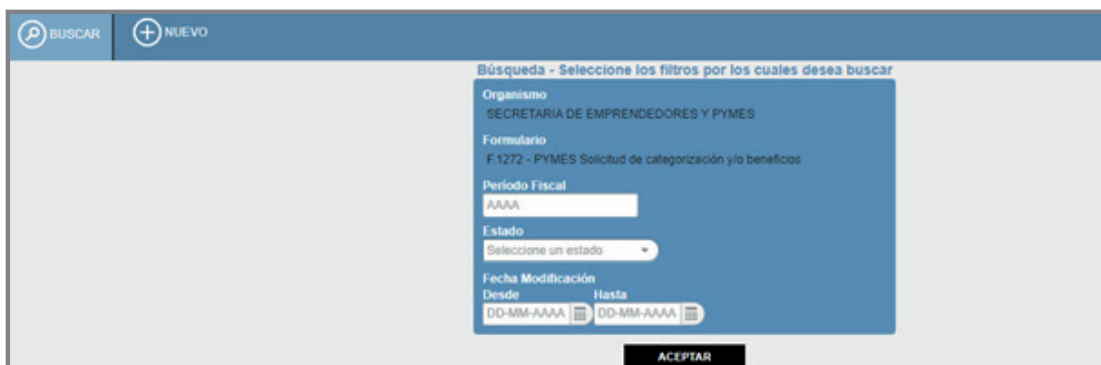 BUSCAR NUEVO
Búsqueda - Seleccione los filtros por los cuales desea buscar
Organismo
SECRETARIA DE EMPRENDEDORES Y PYMES
Formulario
F.1272 - PYMES Solicitud de categorización y/o beneficios
Período Fiscal
AAAA
Estado
Seleccione un estado
Fecha Modificación
Desde Hasta
DD-MM-AAAA DD-MM-AAAA
ACEPTAR